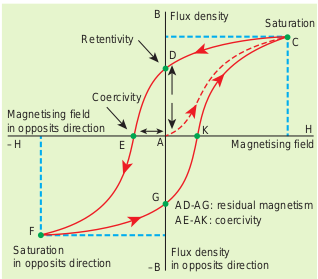 B
Flux density
Saturation
C
Retentivity
D
Coercivity
Magnetising field
in opposits direction
– H
E
A
K
H
Magnetising field
G
AD-AG: residual magnetism
AE-AK: coercivity
F
Saturation
in opposits direction
Flux density
in opposits direction
–B